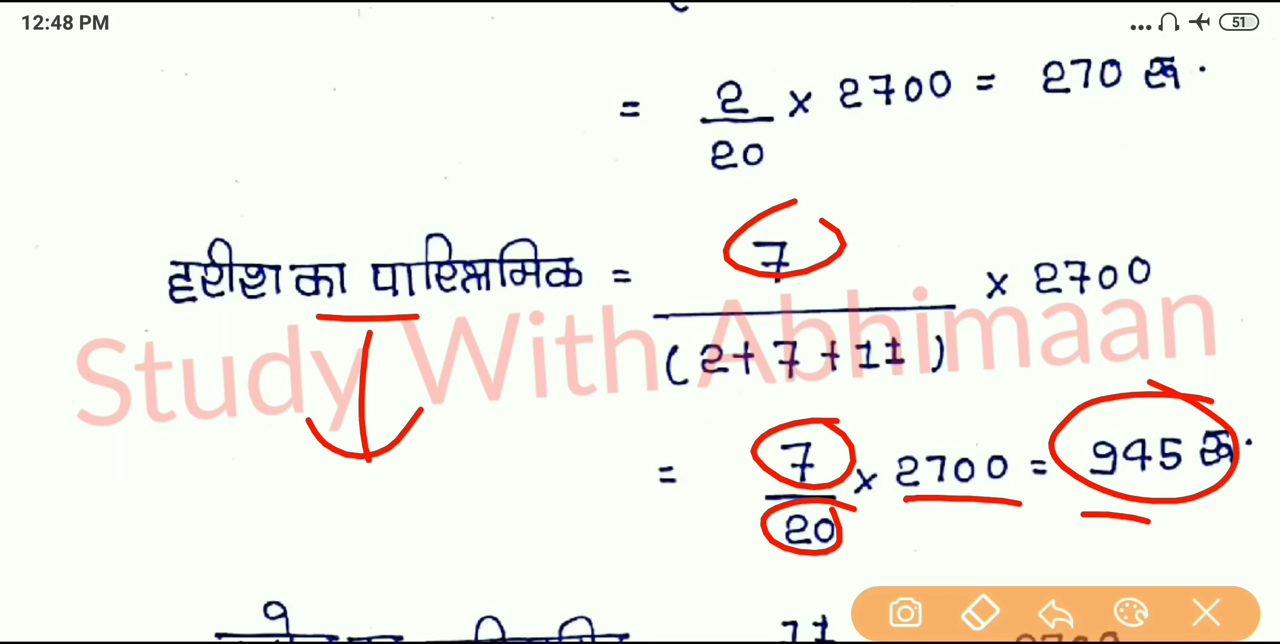 12:48 PM
... 51
= 2/20 × 2700 = 270 रू.
हरीश का पारिश्रमिक = 7/(2+7+11) × 2700
Study With Abhimaan
= 7/20 × 2700 = 945 रू.
11